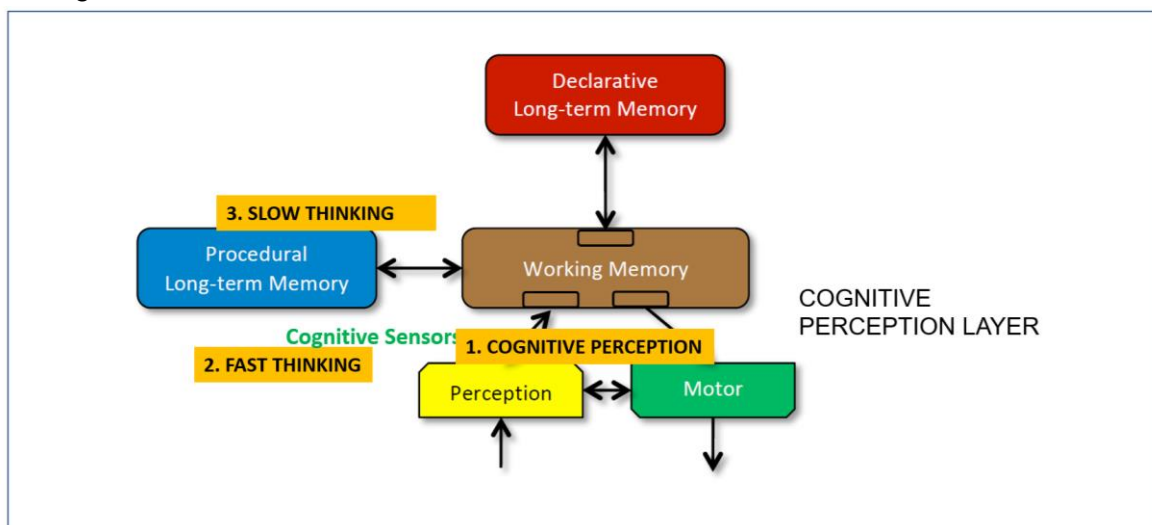 Declarative
Long-term Memory
3. SLOW THINKING
Procedural
Long-term Memory
Working Memory
COGNITIVE
PERCEPTION LAYER
Cognitive Sensors
1. COGNITIVE PERCEPTION
2. FAST THINKING
Perception
Motor